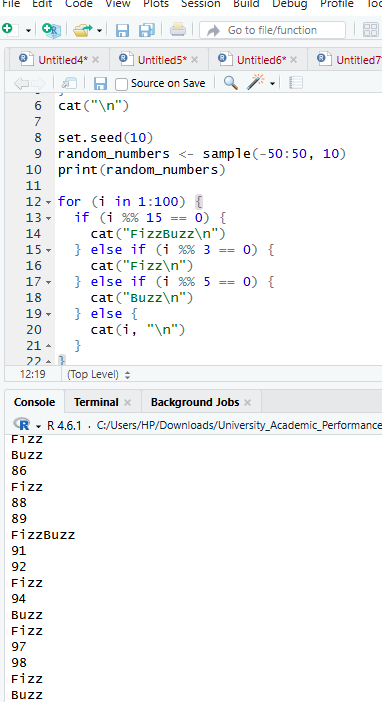 File Edit Code View Plots Session Build Debug Profile Too
Go to file/function
Untitled4* Untitled5* Untitled6* Untitled7*
Source on Save
6 cat("\n")
7
8 set.seed(10)
9 random_numbers <- sample(-50:50, 10)
10 print(random_numbers)
11
12 for (i in 1:100) {
13 if (i %% 15 == 0) {
14 cat("FizzBuzz\n")
15 } else if (i %% 3 == 0) {
16 cat("Fizz\n")
17 } else if (i %% 5 == 0) {
18 cat("Buzz\n")
19 } else {
20 cat(i, "\n")
21 }
22 }
12:19 (Top Level)
Console Terminal Background Jobs
R 4.6.1 · C:/Users/HP/Downloads/University_Academic_Performance
Fizz
Buzz
86
Fizz
88
89
FizzBuzz
91
92
Fizz
94
Buzz
Fizz
97
98
Fizz
Buzz